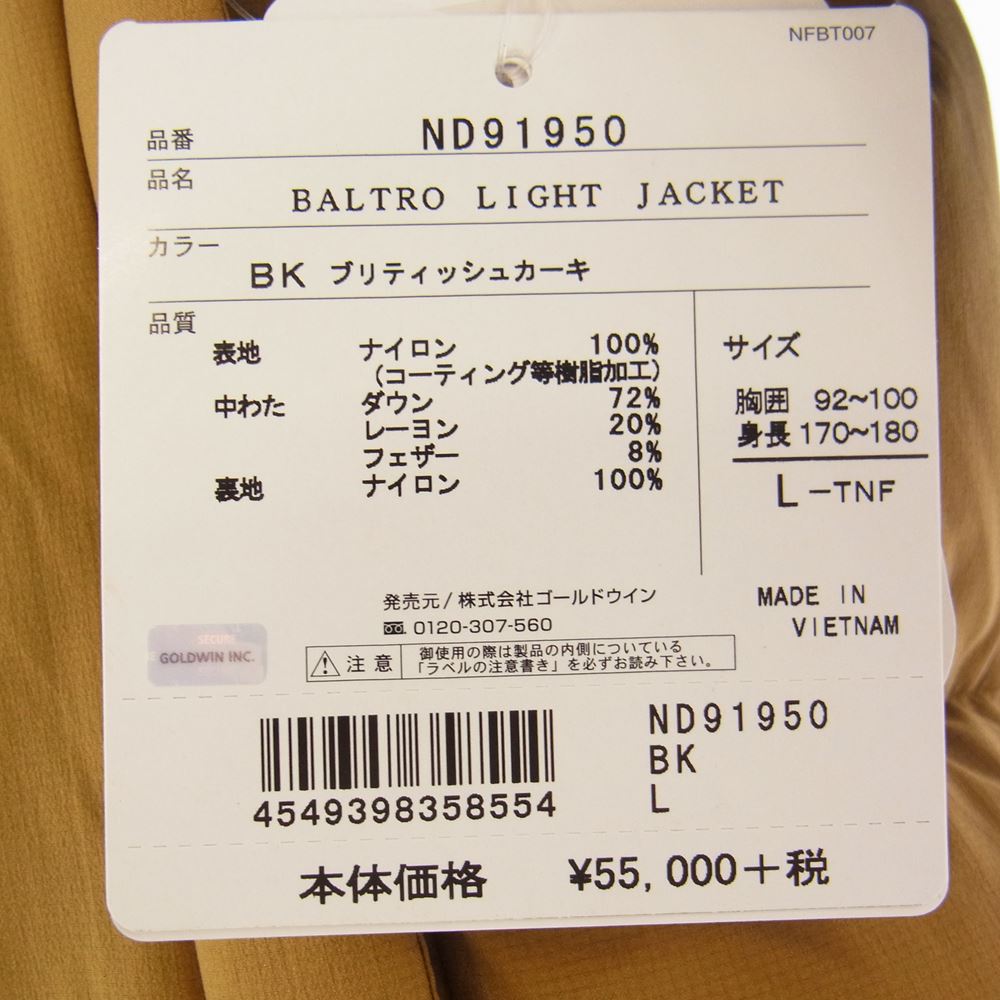 NFBT007
品番 ND91950
品名 BALTRO LIGHT JACKET
カラー BK ブリティッシュカーキ
品質
表地 ナイロン 100%
(コーティング等樹脂加工)
中わた ダウン 72%
レーヨン 20%
フェザー 8%
裏地 ナイロン 100%
サイズ
胸囲 92~100
身長 170~180
L-TNF
発売元/株式会社ゴールドウイン
0120-307-560
MADE IN
VIETNAM
SECURE
GOLDWIN INC.
注意 御使用の際は製品の内側についている
「ラベルの注意書き」を必ずお読み下さい。
4549398358554
ND91950
BK
L
本体価格 ¥55,000+税